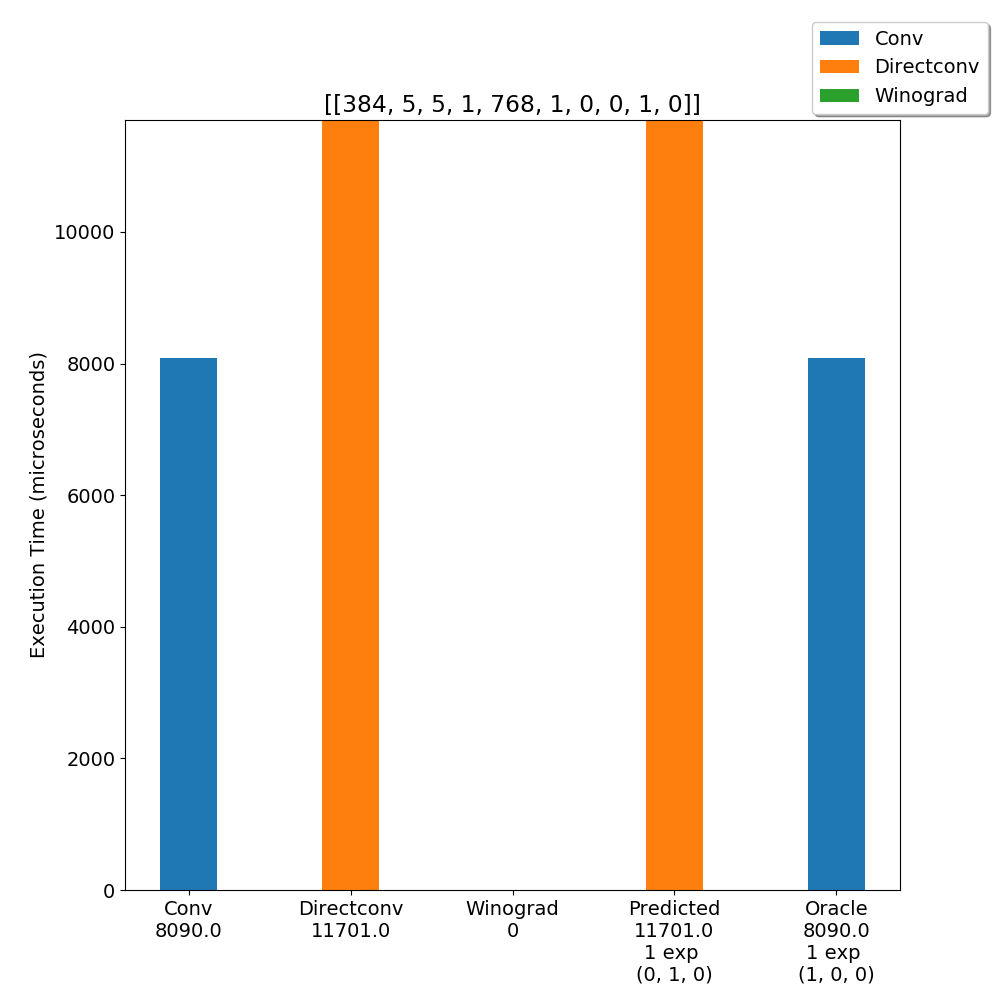 Conv
Directconv
Winograd
[[384, 5, 5, 1, 768, 1, 0, 0, 1, 0]]
Execution Time (microseconds)
10000
8000
6000
4000
2000
0
Conv
8090.0
Directconv
11701.0
Winograd
0
Predicted
11701.0
1 exp
(0, 1, 0)
Oracle
8090.0
1 exp
(1, 0, 0)